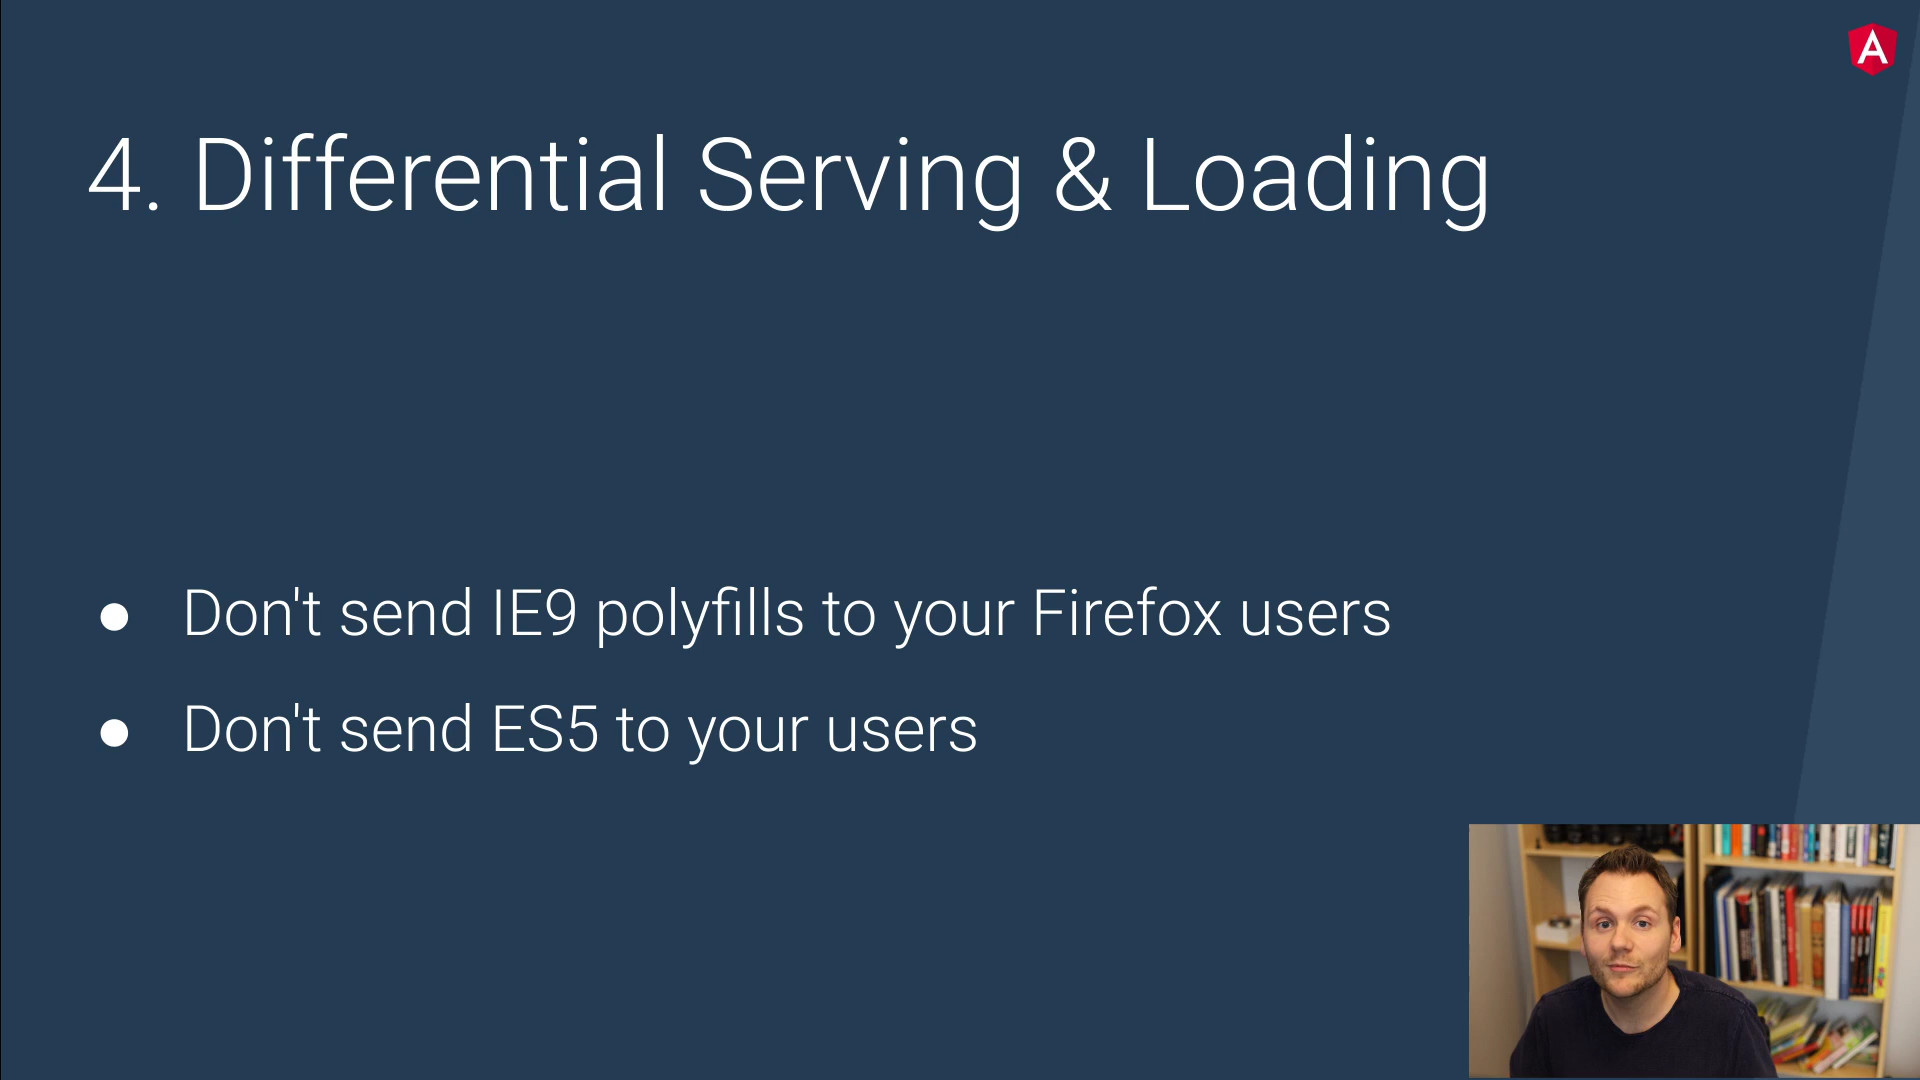 4. Differential Serving & Loading
● Don't send IE9 polyfills to your Firefox users
● Don't send ES5 to your users